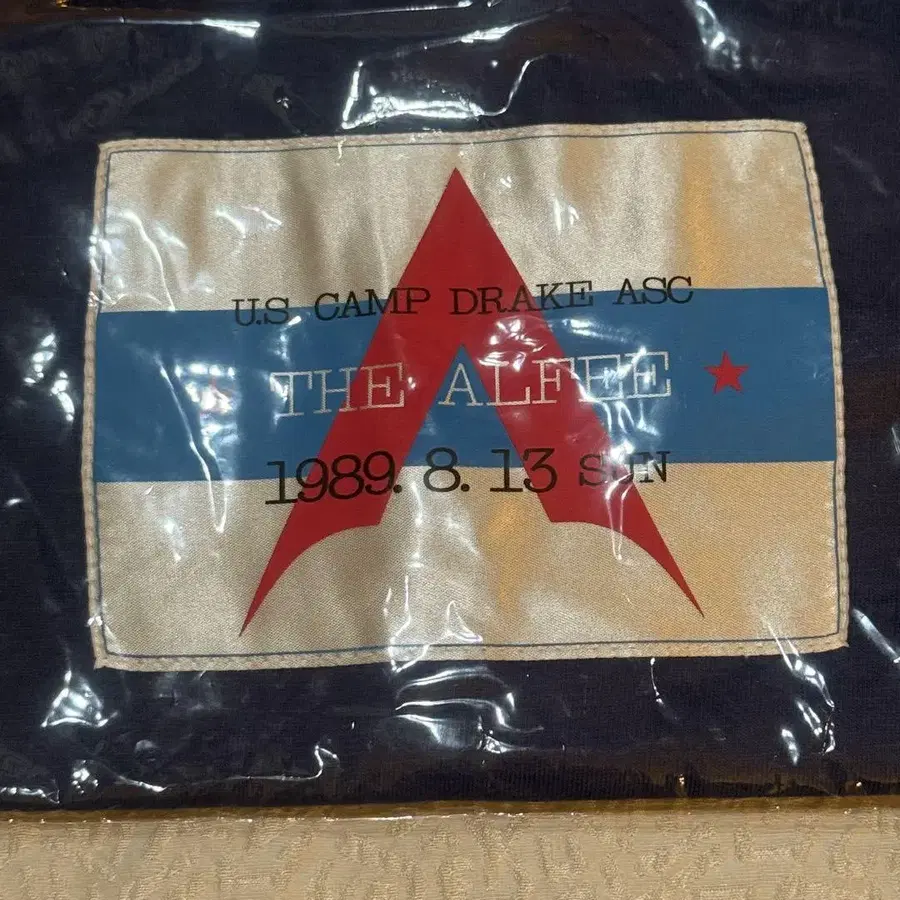 U.S CAMP DRAKE ASC
THE ALFEE
1989. 8. 13 SUN